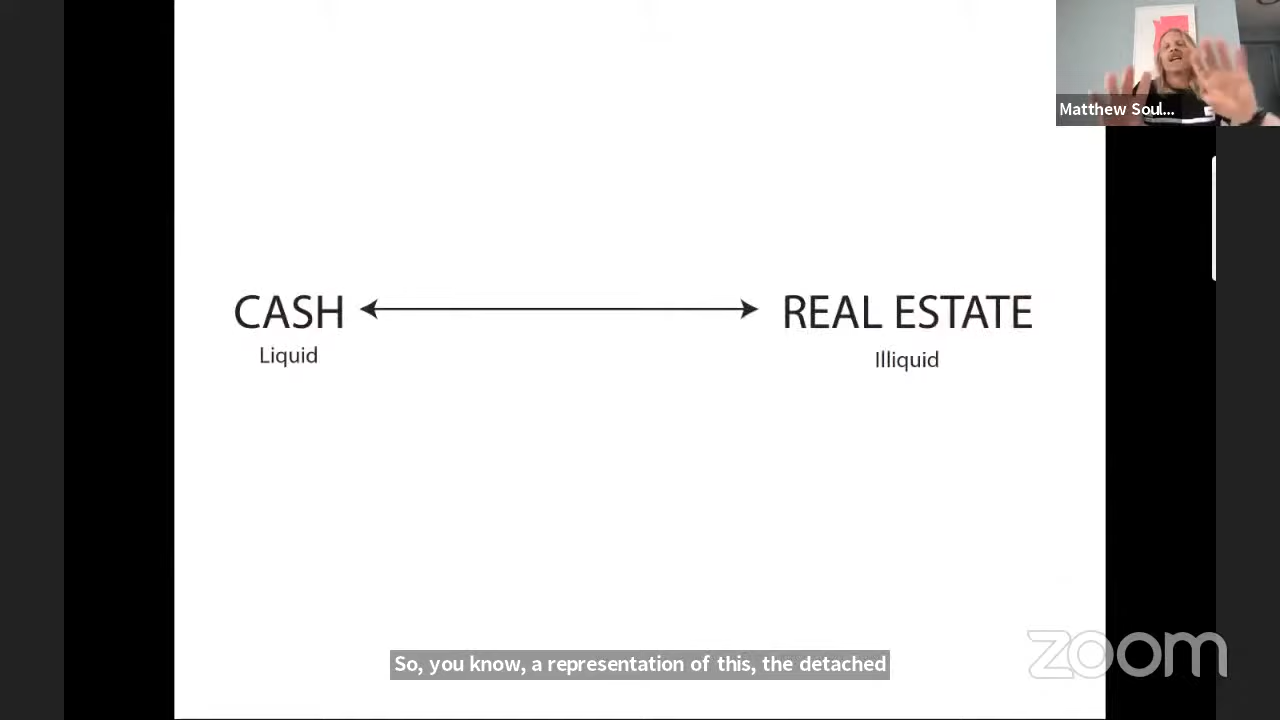 Matthew Soul...
CASH
REAL ESTATE
Liquid
Illiquid
So, you know, a representation of this, the detached
zoom